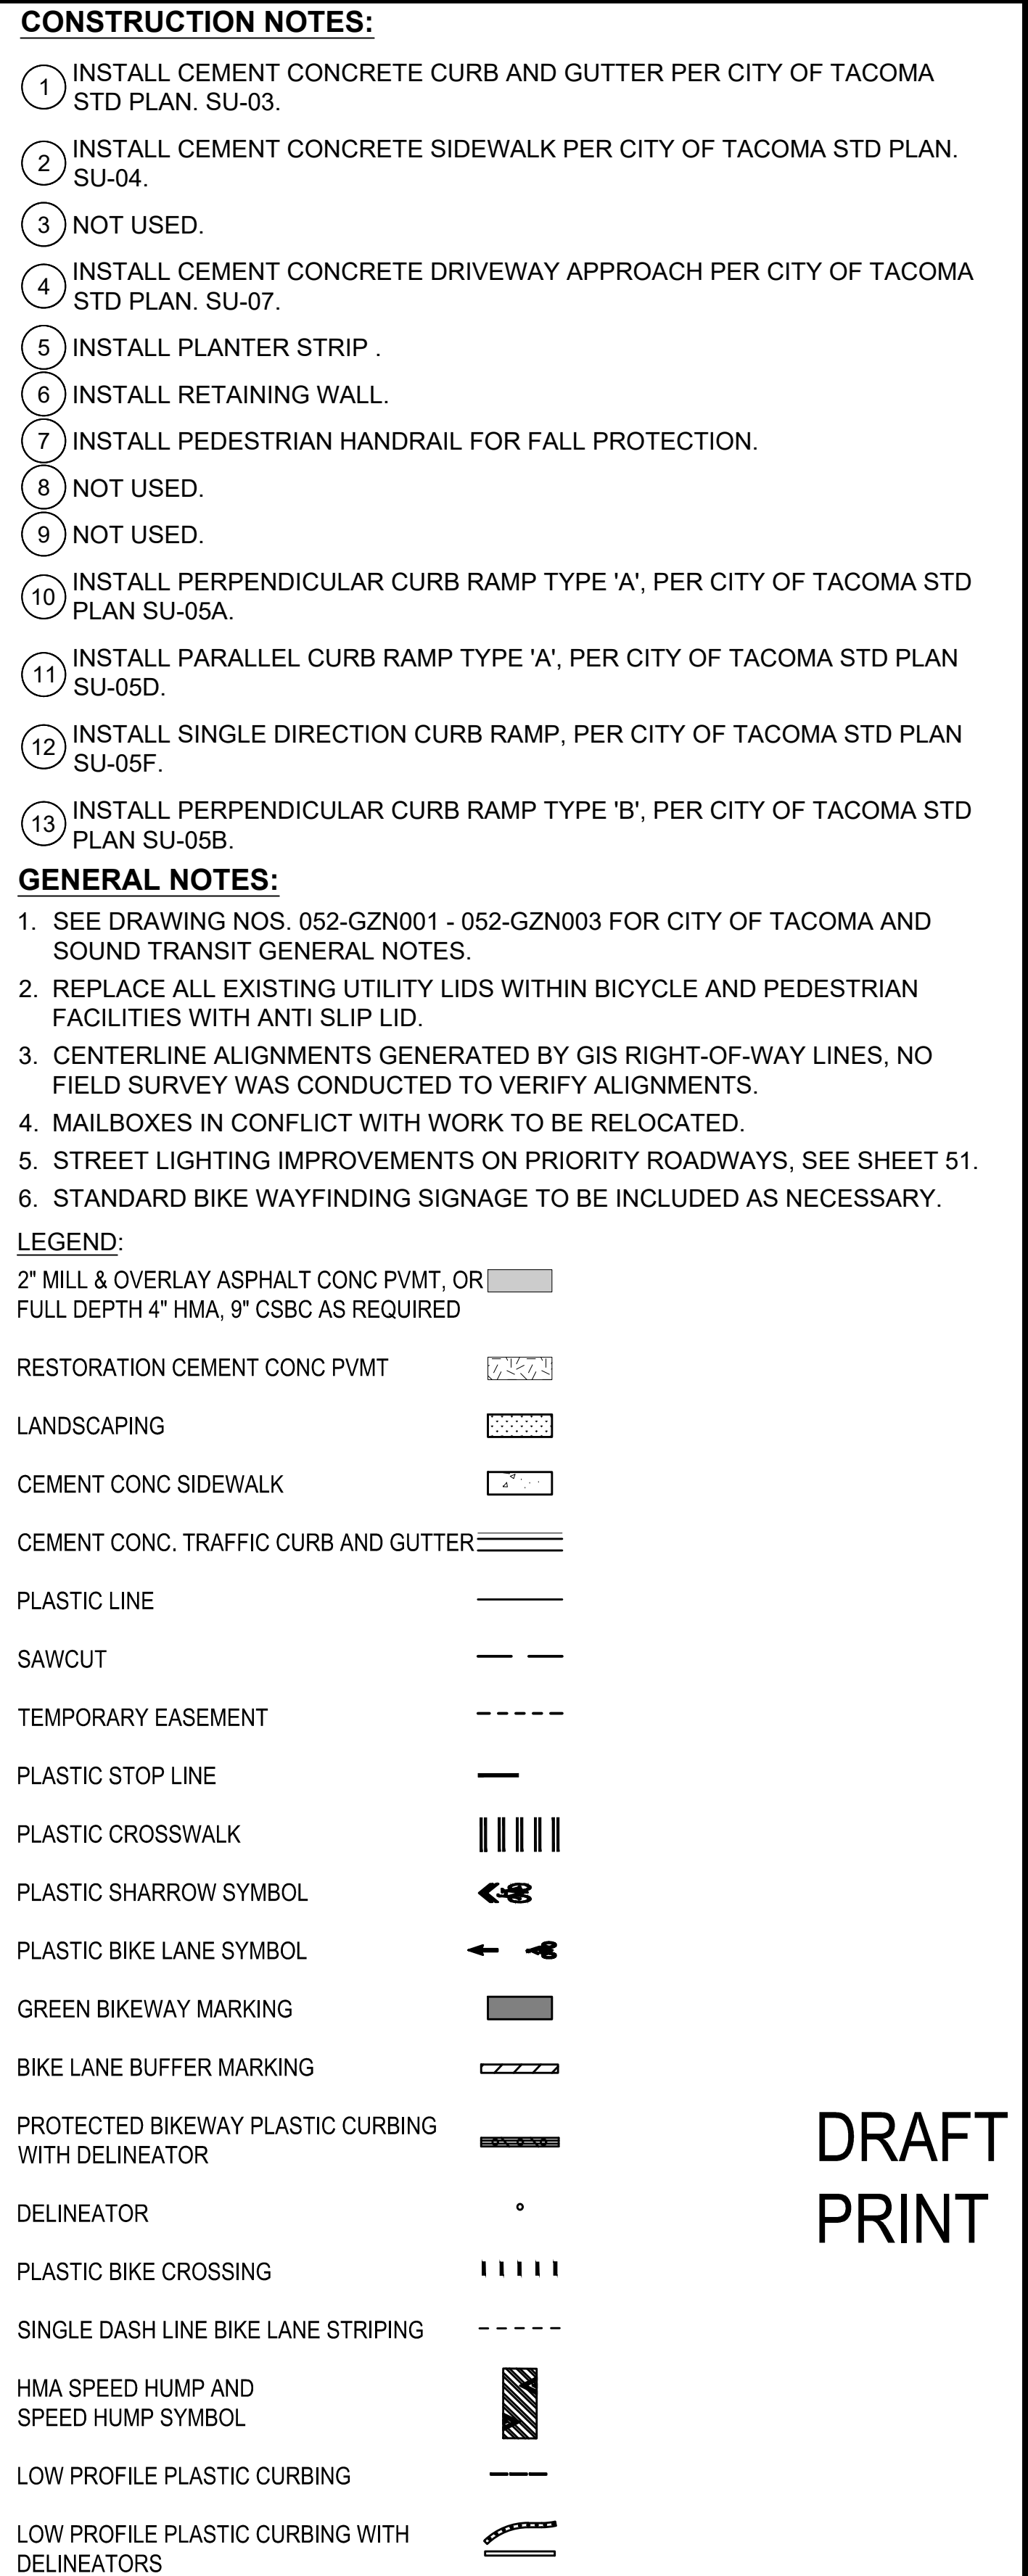 CONSTRUCTION NOTES:
1 INSTALL CEMENT CONCRETE CURB AND GUTTER PER CITY OF TACOMA
STD PLAN. SU-03.
2 INSTALL CEMENT CONCRETE SIDEWALK PER CITY OF TACOMA STD PLAN.
SU-04.
3 NOT USED.
4 INSTALL CEMENT CONCRETE DRIVEWAY APPROACH PER CITY OF TACOMA
STD PLAN. SU-07.
5 INSTALL PLANTER STRIP .
6 INSTALL RETAINING WALL.
7 INSTALL PEDESTRIAN HANDRAIL FOR FALL PROTECTION.
8 NOT USED.
9 NOT USED.
10 INSTALL PERPENDICULAR CURB RAMP TYPE 'A', PER CITY OF TACOMA STD
PLAN SU-05A.
11 INSTALL PARALLEL CURB RAMP TYPE 'A', PER CITY OF TACOMA STD PLAN
SU-05D.
12 INSTALL SINGLE DIRECTION CURB RAMP, PER CITY OF TACOMA STD PLAN
SU-05F.
13 INSTALL PERPENDICULAR CURB RAMP TYPE 'B', PER CITY OF TACOMA STD
PLAN SU-05B.
GENERAL NOTES:
1. SEE DRAWING NOS. 052-GZN001 - 052-GZN003 FOR CITY OF TACOMA AND
SOUND TRANSIT GENERAL NOTES.
2. REPLACE ALL EXISTING UTILITY LIDS WITHIN BICYCLE AND PEDESTRIAN
FACILITIES WITH ANTI SLIP LID.
3. CENTERLINE ALIGNMENTS GENERATED BY GIS RIGHT-OF-WAY LINES, NO
FIELD SURVEY WAS CONDUCTED TO VERIFY ALIGNMENTS.
4. MAILBOXES IN CONFLICT WITH WORK TO BE RELOCATED.
5. STREET LIGHTING IMPROVEMENTS ON PRIORITY ROADWAYS, SEE SHEET 51.
6. STANDARD BIKE WAYFINDING SIGNAGE TO BE INCLUDED AS NECESSARY.
LEGEND:
2" MILL & OVERLAY ASPHALT CONC PVMT, OR
FULL DEPTH 4" HMA, 9" CSBC AS REQUIRED
RESTORATION CEMENT CONC PVMT
LANDSCAPING
CEMENT CONC SIDEWALK
CEMENT CONC. TRAFFIC CURB AND GUTTER
PLASTIC LINE
SAWCUT
TEMPORARY EASEMENT
PLASTIC STOP LINE
PLASTIC CROSSWALK
PLASTIC SHARROW SYMBOL
PLASTIC BIKE LANE SYMBOL
GREEN BIKEWAY MARKING
BIKE LANE BUFFER MARKING
PROTECTED BIKEWAY PLASTIC CURBING
WITH DELINEATOR
DELINEATOR
PLASTIC BIKE CROSSING
SINGLE DASH LINE BIKE LANE STRIPING
HMA SPEED HUMP AND
SPEED HUMP SYMBOL
LOW PROFILE PLASTIC CURBING
LOW PROFILE PLASTIC CURBING WITH
DELINEATORS
DRAFT
PRINT